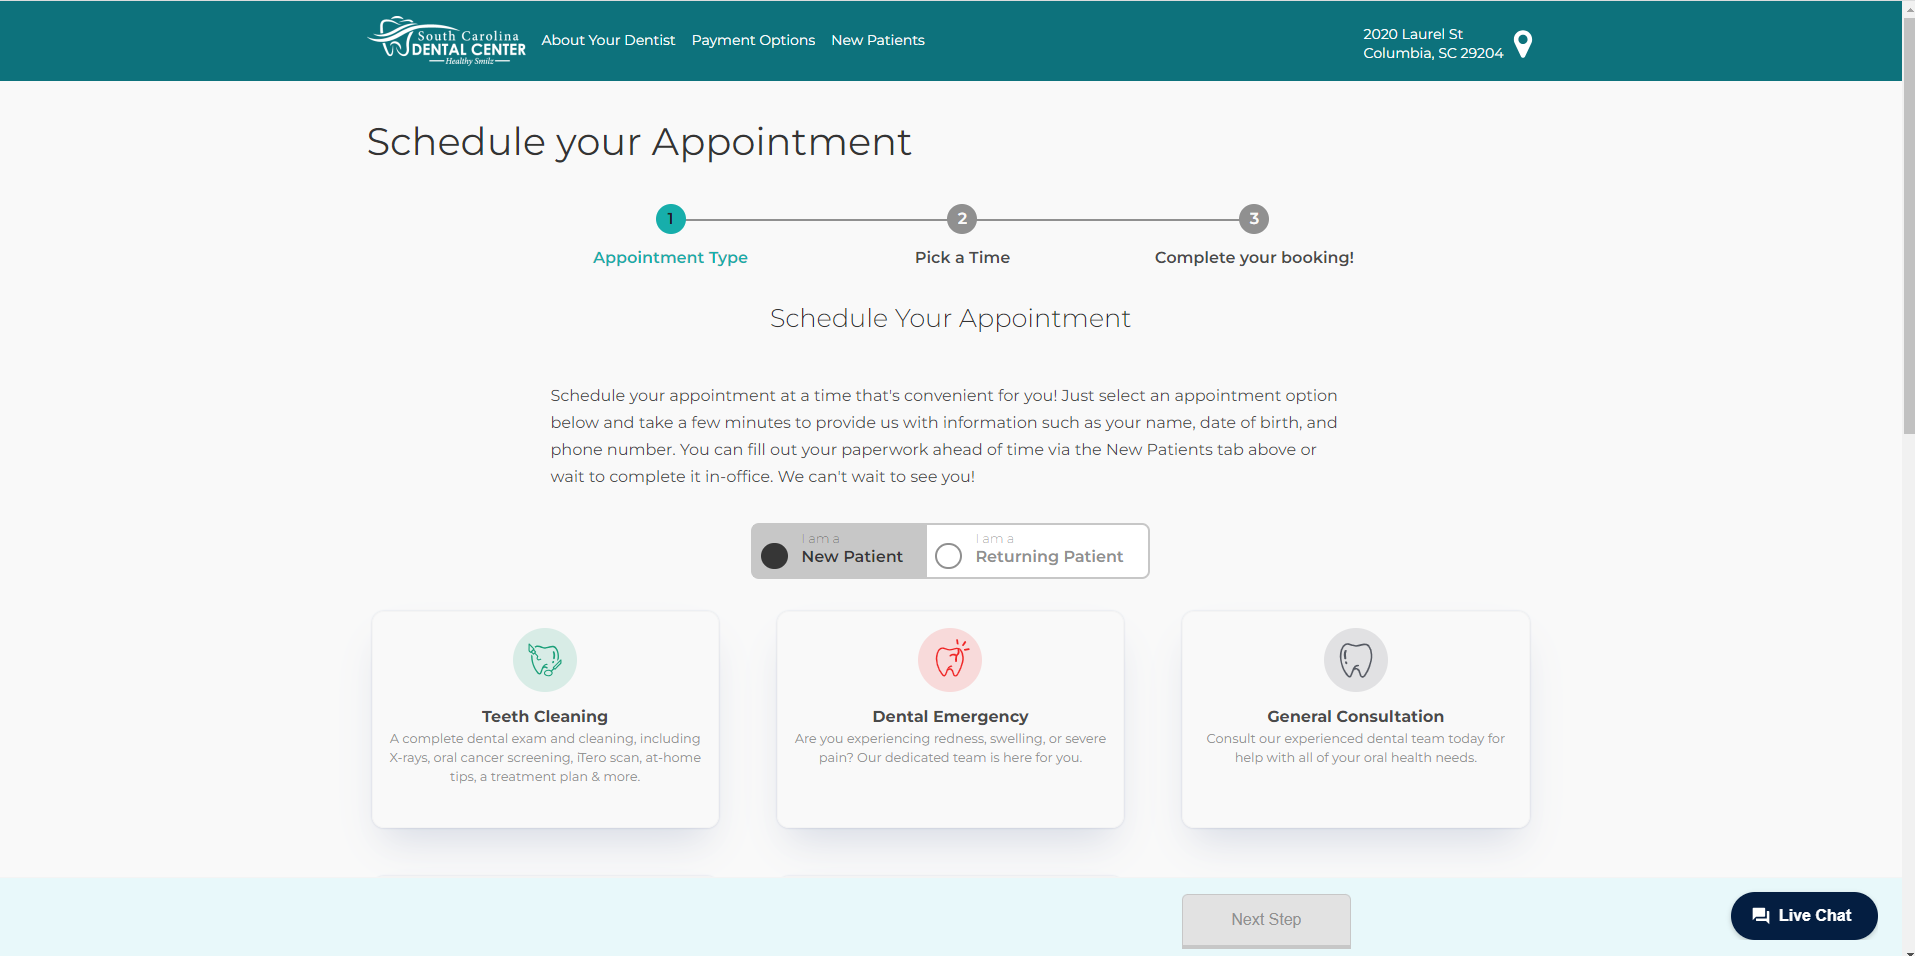 South Carolina
DENTAL CENTER
Healthy Smilz
About Your Dentist
Payment Options
New Patients
2020 Laurel St
Columbia, SC 29204
Schedule your Appointment
1
2
3
Appointment Type
Pick a Time
Complete your booking!
Schedule Your Appointment
Schedule your appointment at a time that's convenient for you! Just select an appointment option
below and take a few minutes to provide us with information such as your name, date of birth, and
phone number. You can fill out your paperwork ahead of time via the New Patients tab above or
wait to complete it in-office. We can't wait to see you!
I am a
New Patient
I am a
Returning Patient
Teeth Cleaning
A complete dental exam and cleaning, including
X-rays, oral cancer screening, iTero scan, at-home
tips, a treatment plan & more.
Dental Emergency
Are you experiencing redness, swelling, or severe
pain? Our dedicated team is here for you.
General Consultation
Consult our experienced dental team today for
help with all of your oral health needs.
Next Step
Live Chat